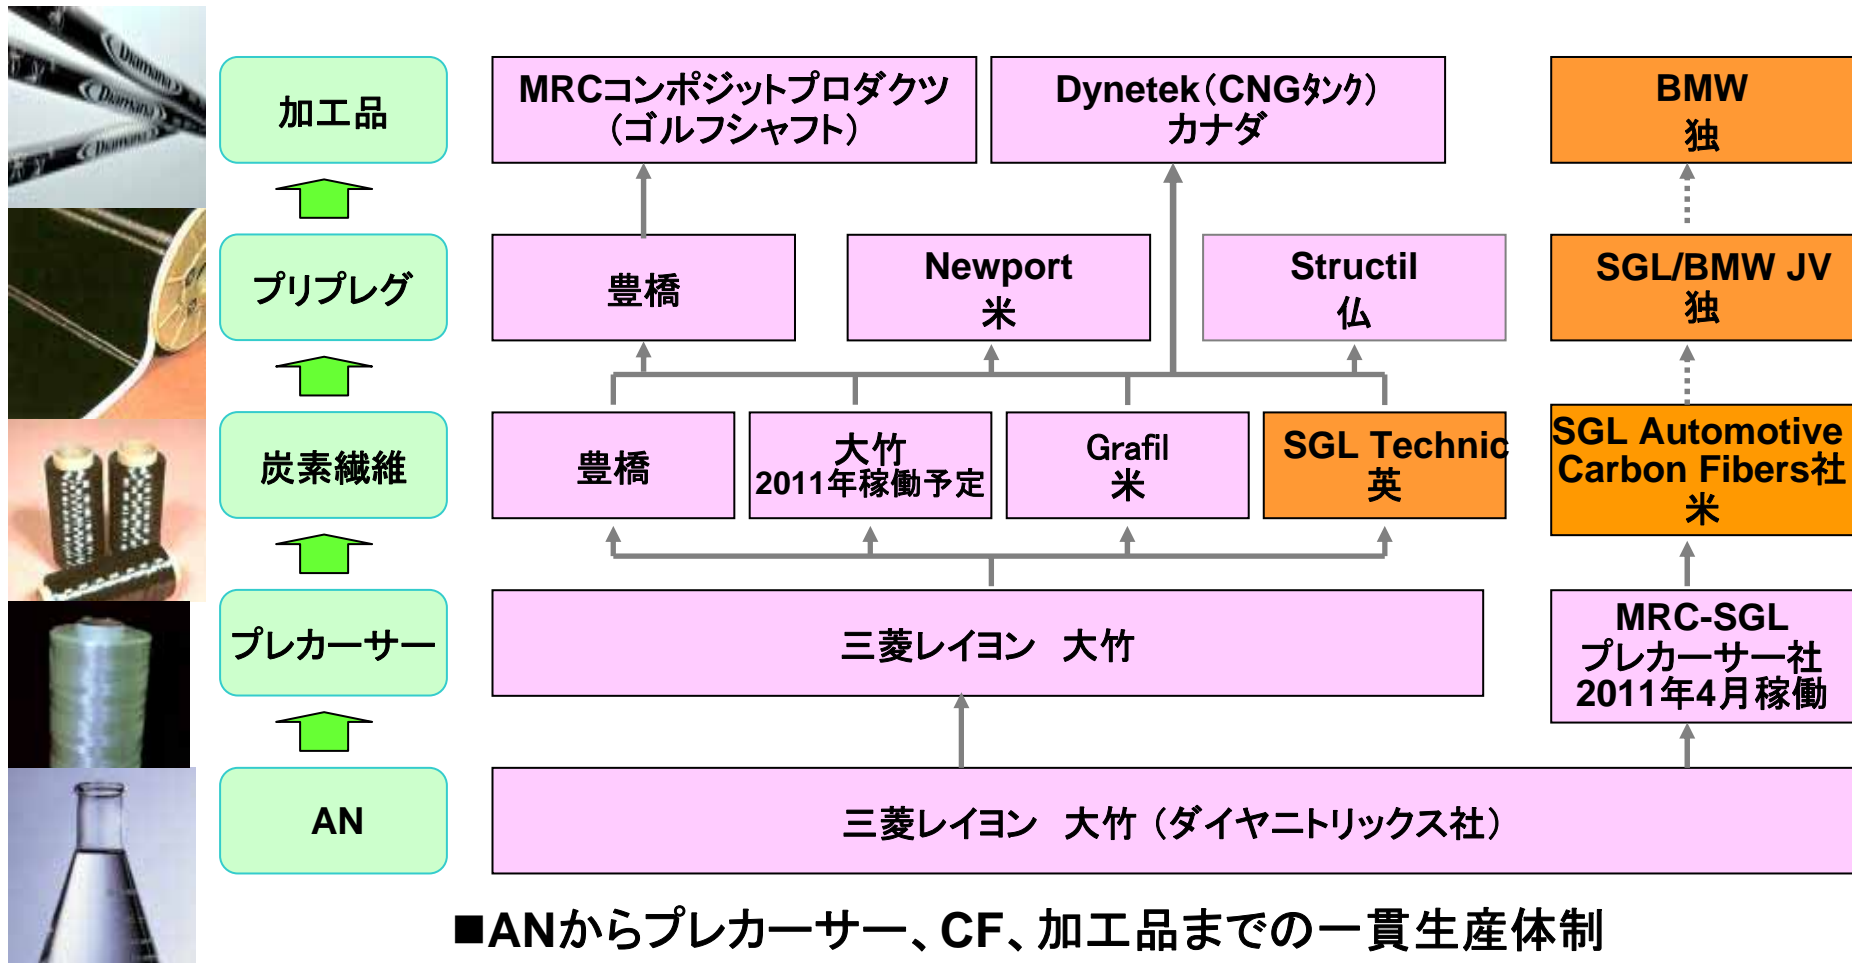 Diamana
Diamana
Diamana
加工品
MRCコンポジットプロダクツ
（ゴルフシャフト）
Dynetek（CNGﾀﾝｸ）
カナダ
BMW
独
プリプレグ
豊橋
Newport
米
Structil
仏
SGL/BMW JV
独
炭素繊維
豊橋
大竹
2011年稼働予定
Grafil
米
SGL Technic
英
SGL Automotive
Carbon Fibers社
米
プレカーサー
三菱レイヨン 大竹
MRC-SGL
プレカーサー社
2011年4月稼働
AN
三菱レイヨン 大竹（ダイヤニトリックス社）
■ANからプレカーサー、CF、加工品までの一貫生産体制